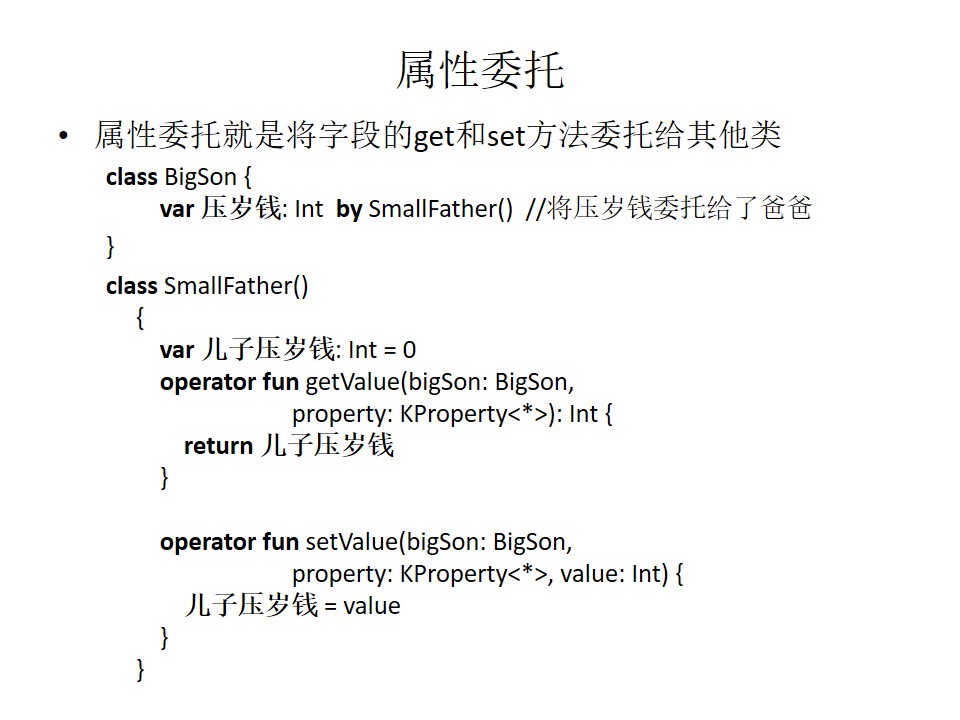 属性委托
• 属性委托就是将字段的get和set方法委托给其他类
class BigSon {
var 压岁钱: Int by SmallFather() //将压岁钱委托给了爸爸
}
class SmallFather()
{
var 儿子压岁钱: Int = 0
operator fun getValue(bigSon: BigSon,
property: KProperty<*>): Int {
return 儿子压岁钱
}
operator fun setValue(bigSon: BigSon,
property: KProperty<*>, value: Int) {
儿子压岁钱 = value
}
}